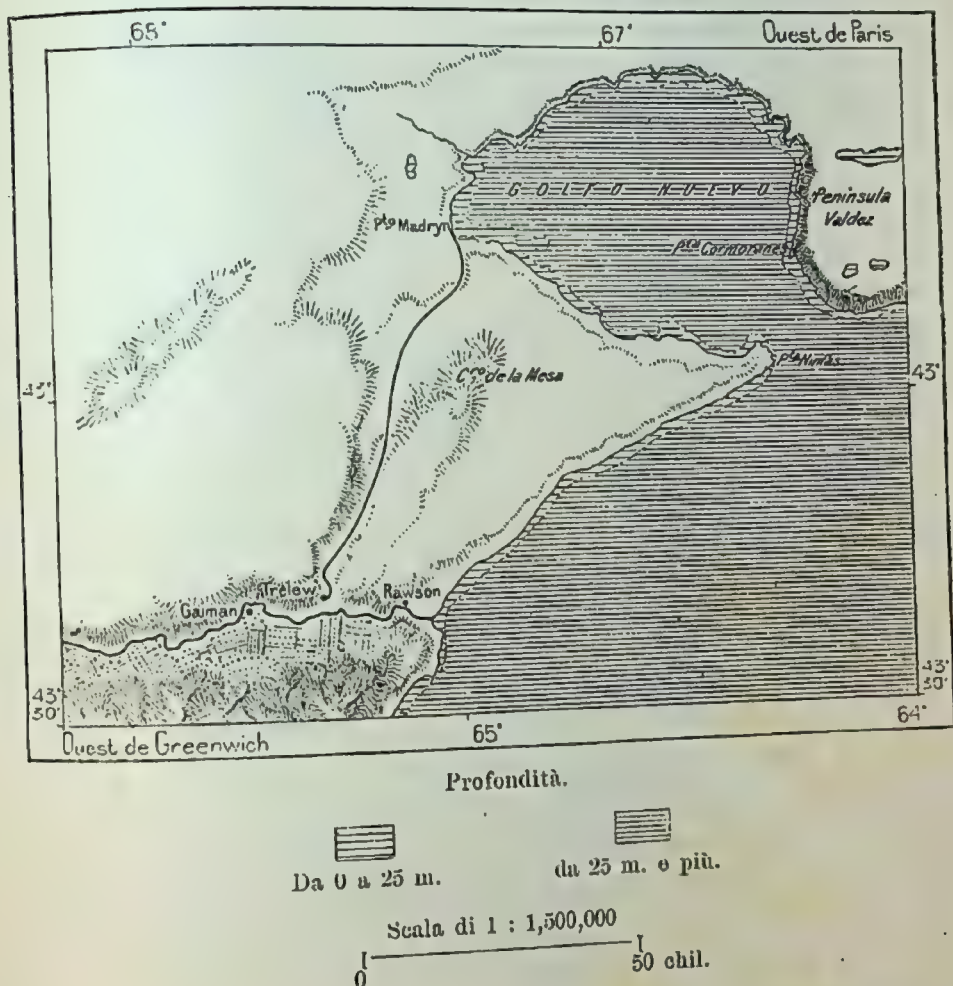 68° 67° Ouest de Paris
GOLFO NUEVO
Peninsula
Valdez
Pto Madryn
Pta Cormorane
Cro de la Mesa
Pta Ninas
43° 43°
Trelew
Rawson
Gaiman
43° 30' 43° 30'
Ouest de Greenwich 65° 64°
Profondità.
Da 0 a 25 m. da 25 m. e più.
Scala di 1 : 1,500,000
0 50 chil.